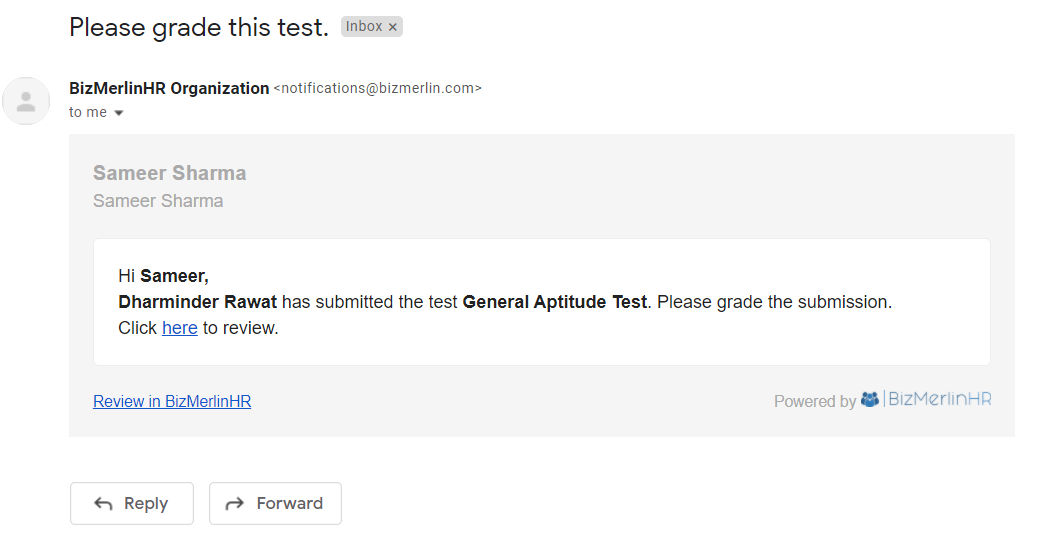 Please grade this test. Inbox ×
BizMerlinHR Organization <notifications@bizmerlin.com>
to me
Sameer Sharma
Sameer Sharma
Hi Sameer,
Dharminder Rawat has submitted the test General Aptitude Test. Please grade the submission.
Click here to review.
Review in BizMerlinHR
Powered by BizMerlinHR
Reply Forward